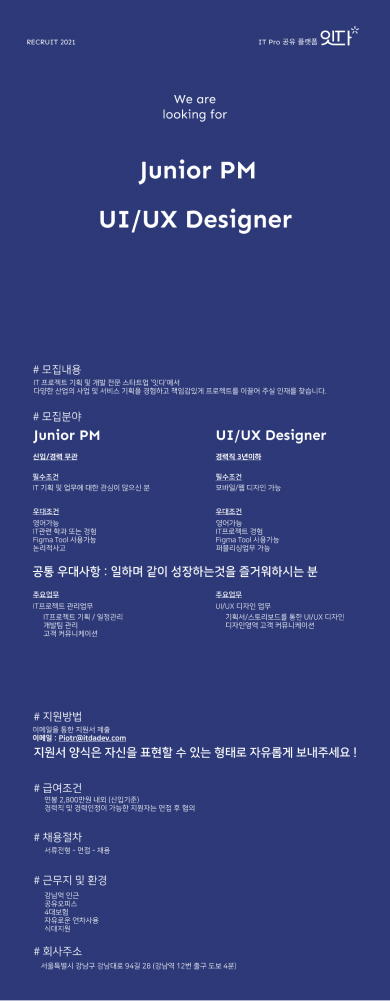 RECRUIT 2021
IT Pro 공유 플랫폼 잇다
We are
looking for
Junior PM
UI/UX Designer
# 모집내용
IT 프로젝트 기획 및 개발 전문 스타트업 '잇다'에서
다양한 산업의 사업 및 서비스 기획을 경험하고 책임감있게 프로젝트를 이끌어 주실 인재를 찾습니다.
# 모집분야
Junior PM
신입/경력 무관
필수조건
IT 기획 및 업무에 대한 관심이 많으신 분
우대조건
영어가능
IT관련 학과 또는 경험
Figma Tool 사용가능
논리적사고
UI/UX Designer
경력직 3년이하
필수조건
모바일/웹 디자인 가능
우대조건
영어가능
IT프로젝트 경험
Figma Tool 사용가능
퍼블리싱업무 가능
공통 우대사항 : 일하며 같이 성장하는것을 즐거워하시는 분
주요업무
IT프로젝트 관리업무
IT프로젝트 기획 / 일정관리
개발팀 관리
고객 커뮤니케이션
주요업무
UI/UX 디자인 업무
기획서/스토리보드를 통한 UI/UX 디자인
디자인영역 고객 커뮤니케이션
# 지원방법
이메일을 통한 지원서 제출
이메일 : Piotr@itdadev.com
지원서 양식은 자신을 표현할 수 있는 형태로 자유롭게 보내주세요 !
# 급여조건
연봉 2,800만원 내외 (신입기준)
경력직 및 경력인정이 가능한 지원자는 면접 후 협의
# 채용절차
서류전형 - 면접 - 채용
# 근무지 및 환경
강남역 인근
공유오피스
4대보험
자유로운 연차사용
식대지원
# 회사주소
서울특별시 강남구 강남대로 94길 28 (강남역 12번 출구 도보 4분)